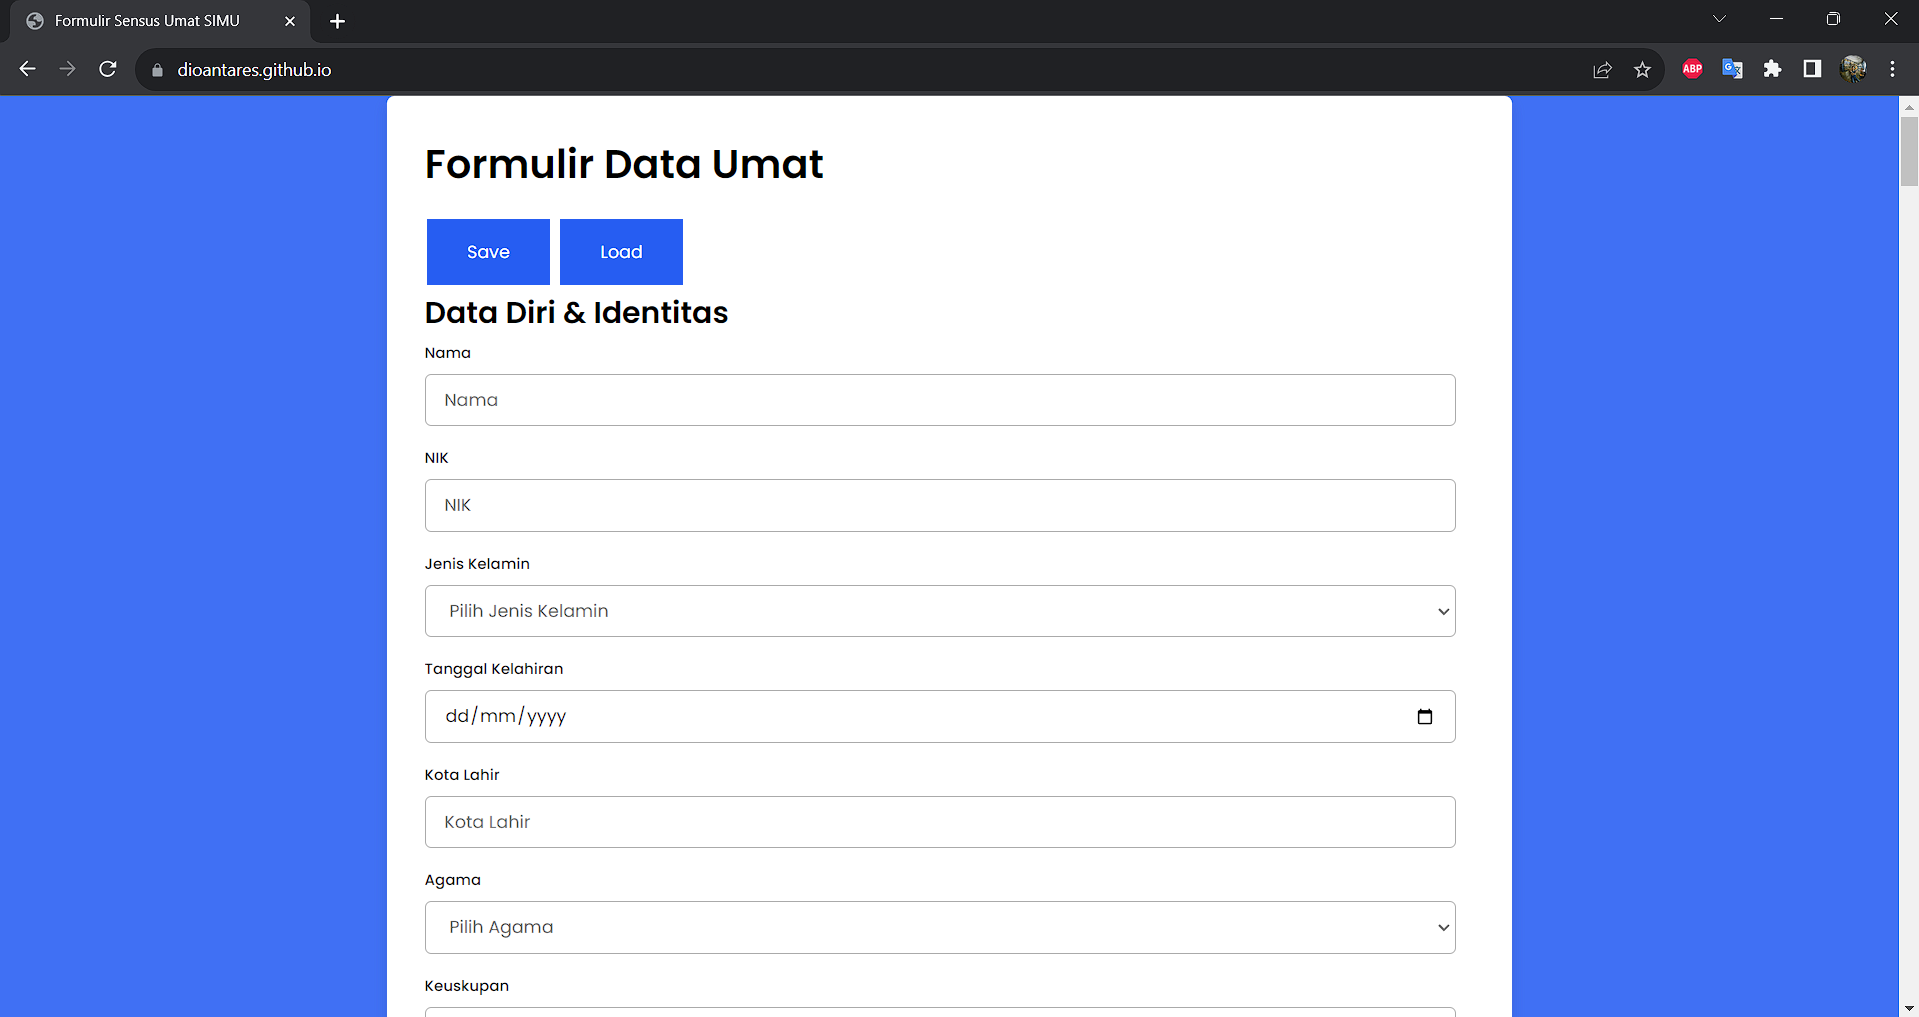 Formulir Sensus Umat SIMU
dioantares.github.io
ABP
Formulir Data Umat
Save Load
Data Diri & Identitas
Nama
Nama
NIK
NIK
Jenis Kelamin
Pilih Jenis Kelamin
Tanggal Kelahiran
dd/mm/yyyy
Kota Lahir
Kota Lahir
Agama
Pilih Agama
Keuskupan